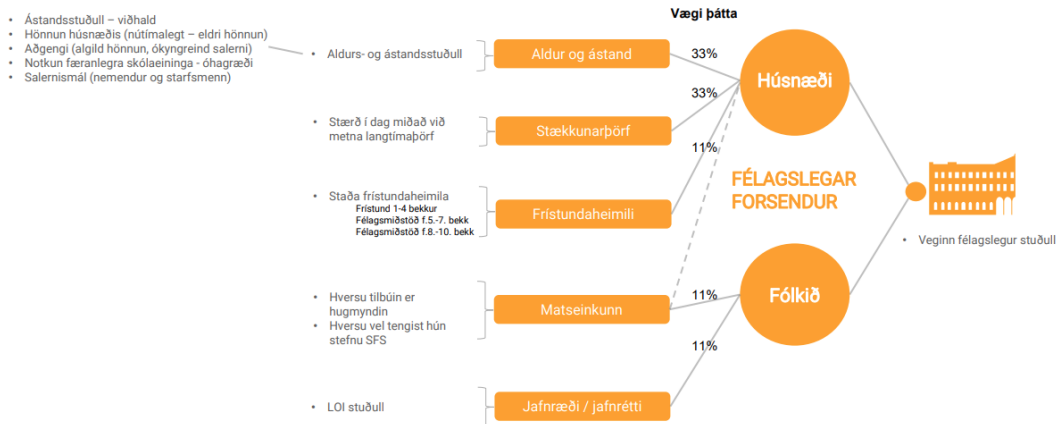 Vægi þátta
• Ástandsstuðull – viðhald
• Hönnun húsnæðis (nútímalegt – eldri hönnun)
• Aðgengi (algild hönnun, ókyngreind salerni)
• Notkun færanlegra skólaeininga - óhagræði
• Salernismál (nemendur og starfsmenn)
• Aldurs- og ástandsstuðull
Aldur og ástand
33%
Húsnæði
33%
• Stærð í dag miðað við
metna langtímaþörf
Stækkunarþörf
11%
FÉLAGSLEGAR
FORSENDUR
• Staða frístundaheimila
Frístund 1-4 bekkur
Félagsmiðstöð f.5.-7. bekk
Félagsmiðstöð f.8.-10. bekk
Frístundaheimili
• Veginn félagslegur stuðull
• Hversu tilbúin er
hugmyndin
• Hversu vel tengist hún
stefnu SFS
Matseinkunn
11%
Fólkið
11%
• LOI stuðull
Jafnræði / jafnrétti